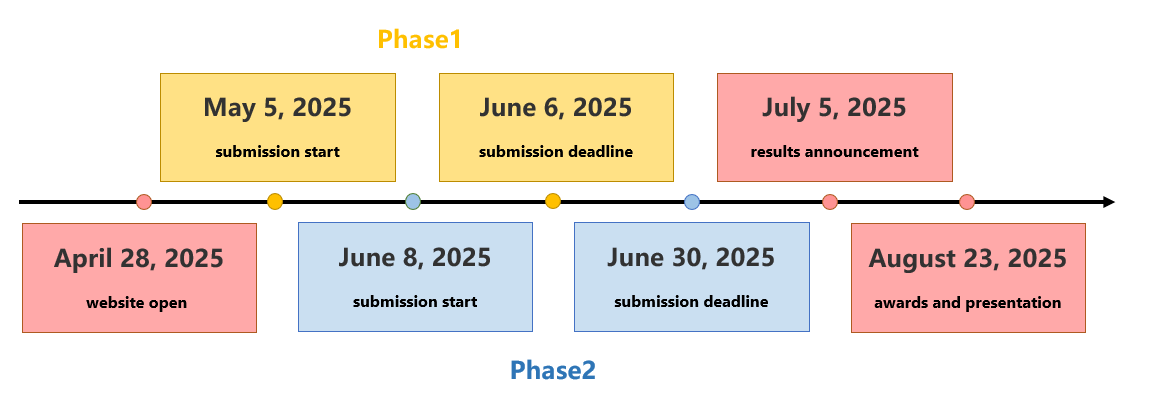 Phase1
May 5, 2025
submission start
June 6, 2025
submission deadline
July 5, 2025
results announcement
April 28, 2025
website open
June 8, 2025
submission start
June 30, 2025
submission deadline
August 23, 2025
awards and presentation
Phase2